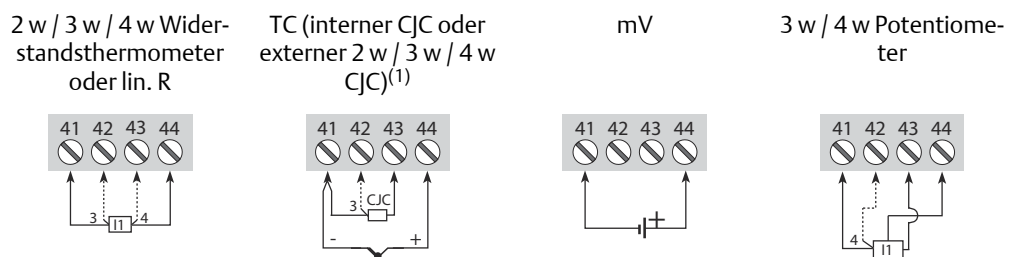 2 w / 3 w / 4 w Wider-
standsthermometer
oder lin. R
TC (interner CJC oder
externer 2 w / 3 w / 4 w
CJC)(1)
mV
3 w / 4 w Potentiome-
ter
41 42 43 44
3 I1 4
41 42 43 44
3 CJC
- +
41 42 43 44
+
41 42 43 44
4 I1